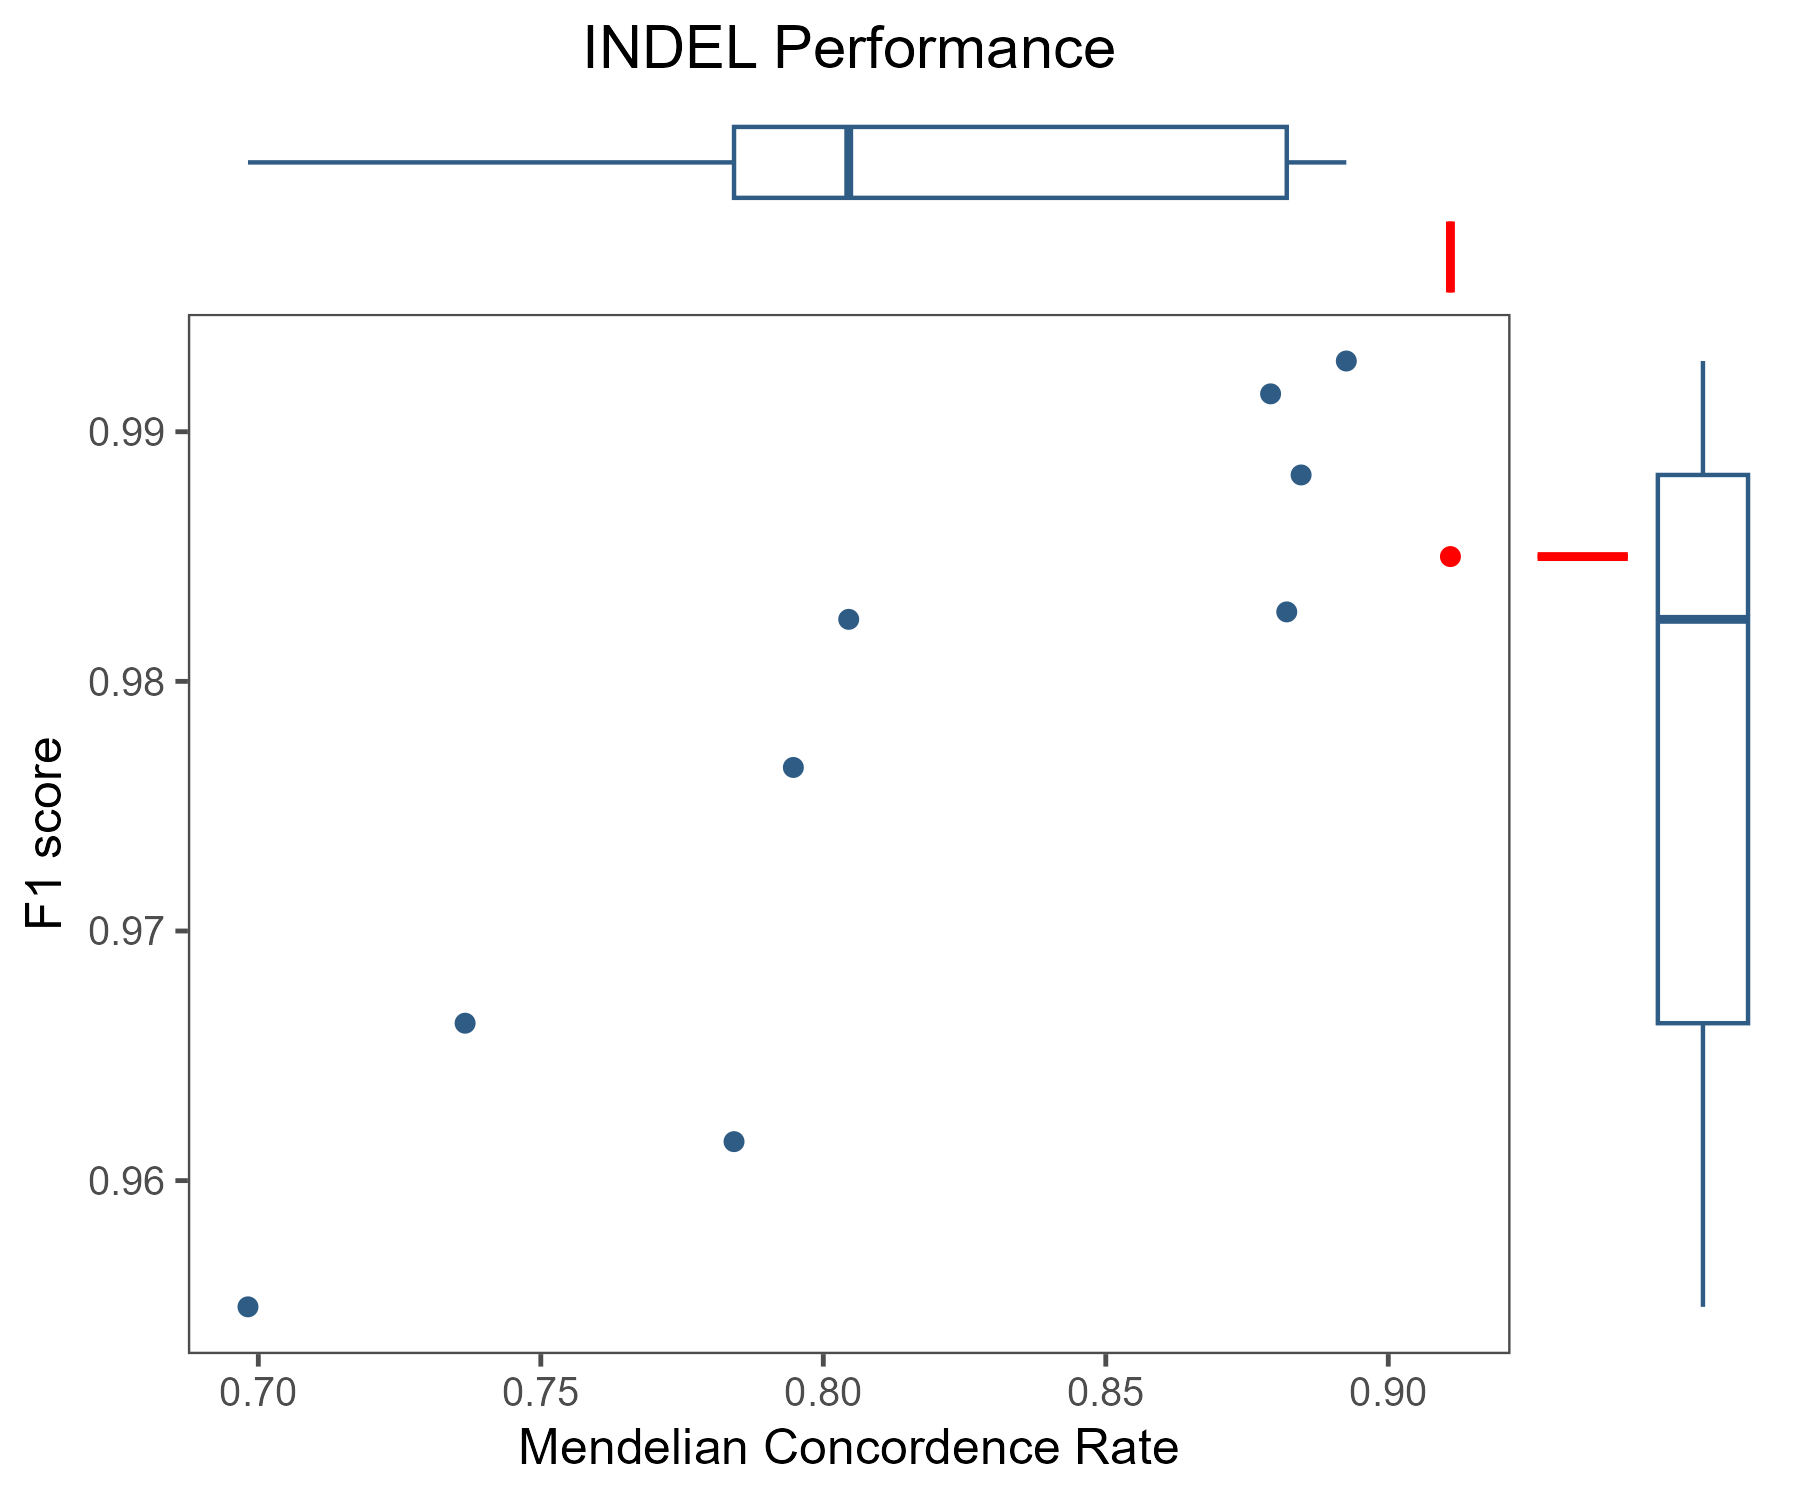 INDEL Performance
0.99
0.98
0.97
0.96
F1 score
0.70 0.75 0.80 0.85 0.90
Mendelian Concordence Rate